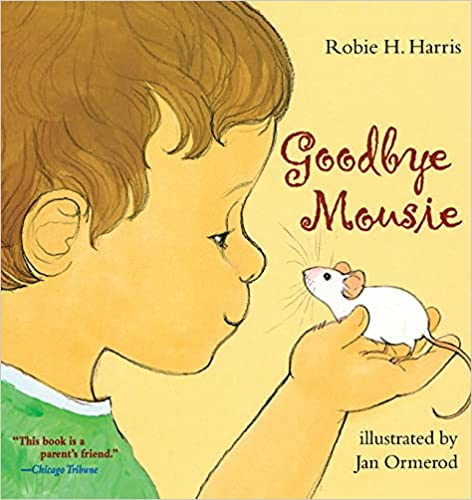 Robie H. Harris
Goodbye
Mousie
"This book is a
parent's friend."
—Chicago Tribune
illustrated by
Jan Ormerod